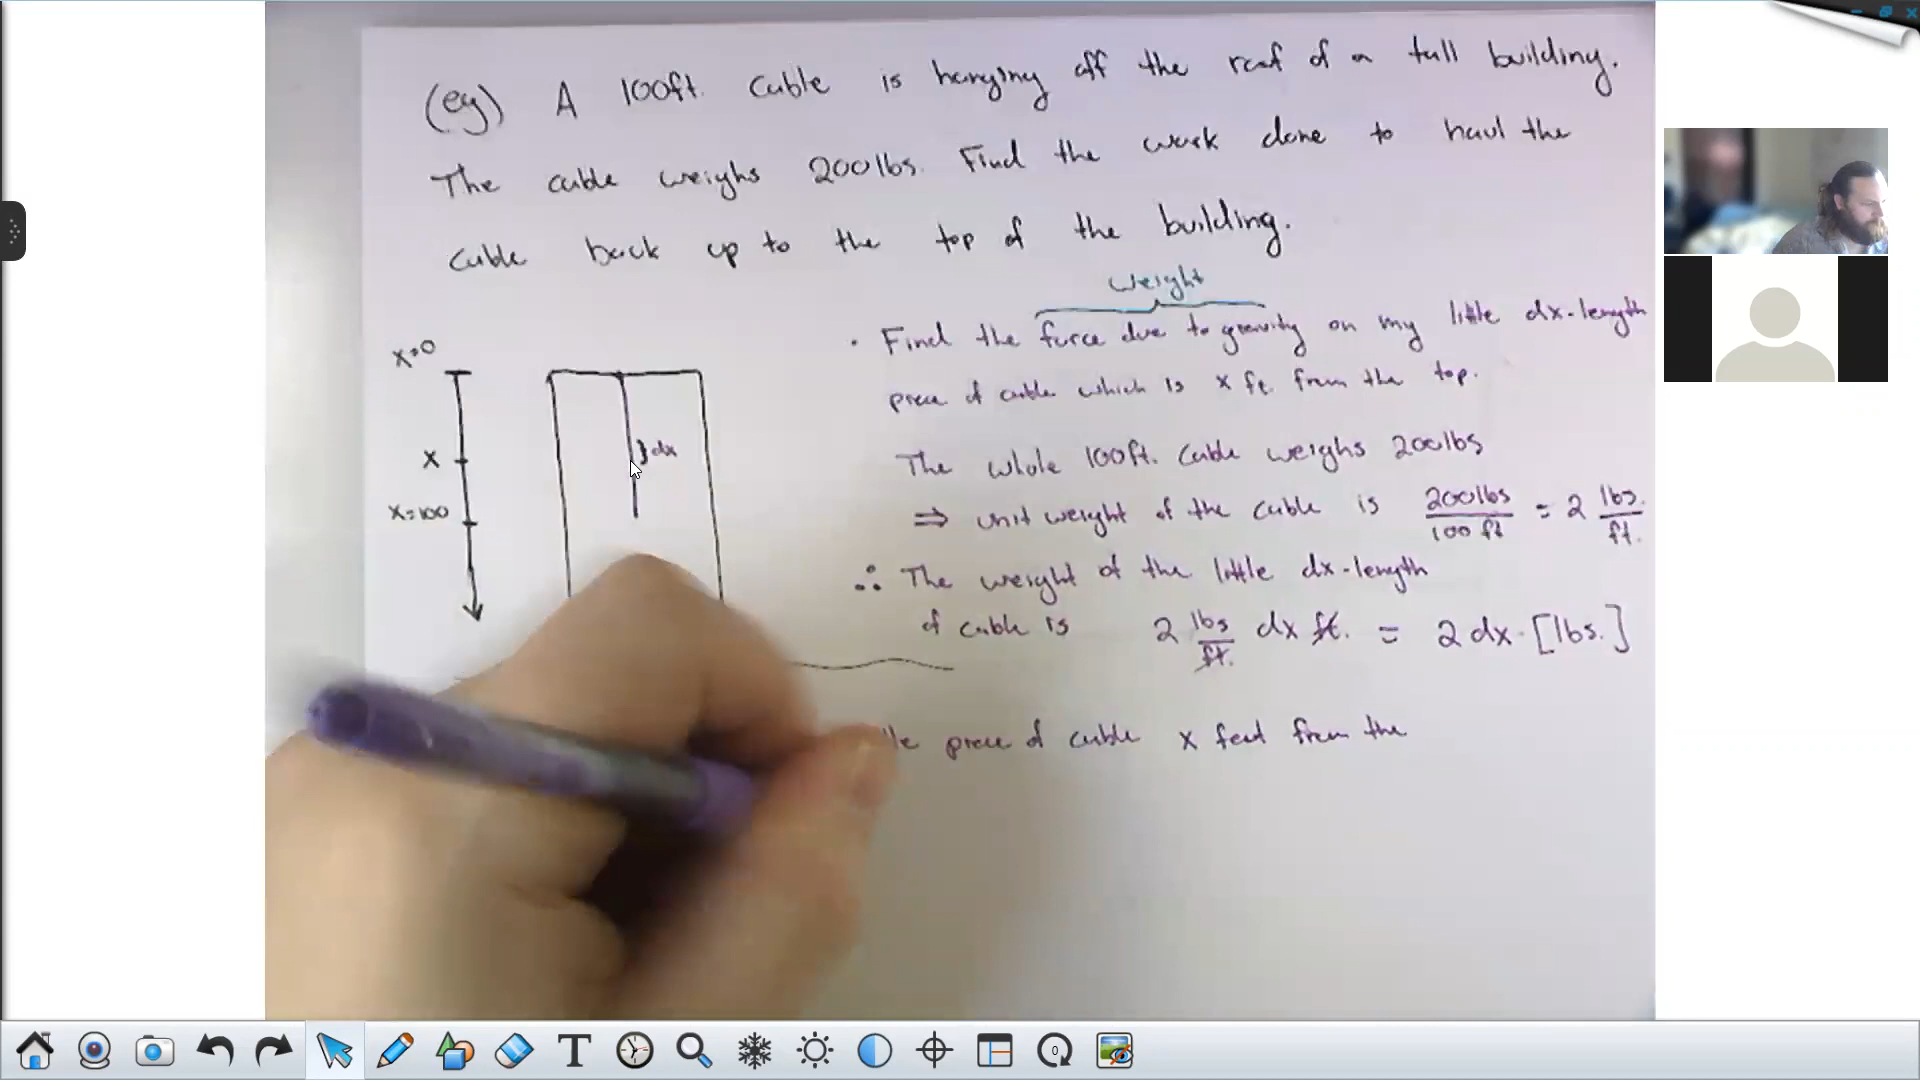 (eg) A 100ft. cable is hanging off the roof of a tall building.
The cable weighs 200lbs. Find the work done to haul the
cable back up to the top of the building.
weight
• Find the force due to gravity on my little dx-length
piece of cable which is x ft. from the top.
x=0
x
x=100
}dx
The whole 100ft. cable weighs 200lbs
⇒ unit weight of the cable is 200lbs/100 ft = 2 lbs./ft.
∴ The weight of the little dx-length
of cable is 2 lbs/ft. dx ft. = 2 dx · [lbs.]
piece of cable x feet from the
T
0